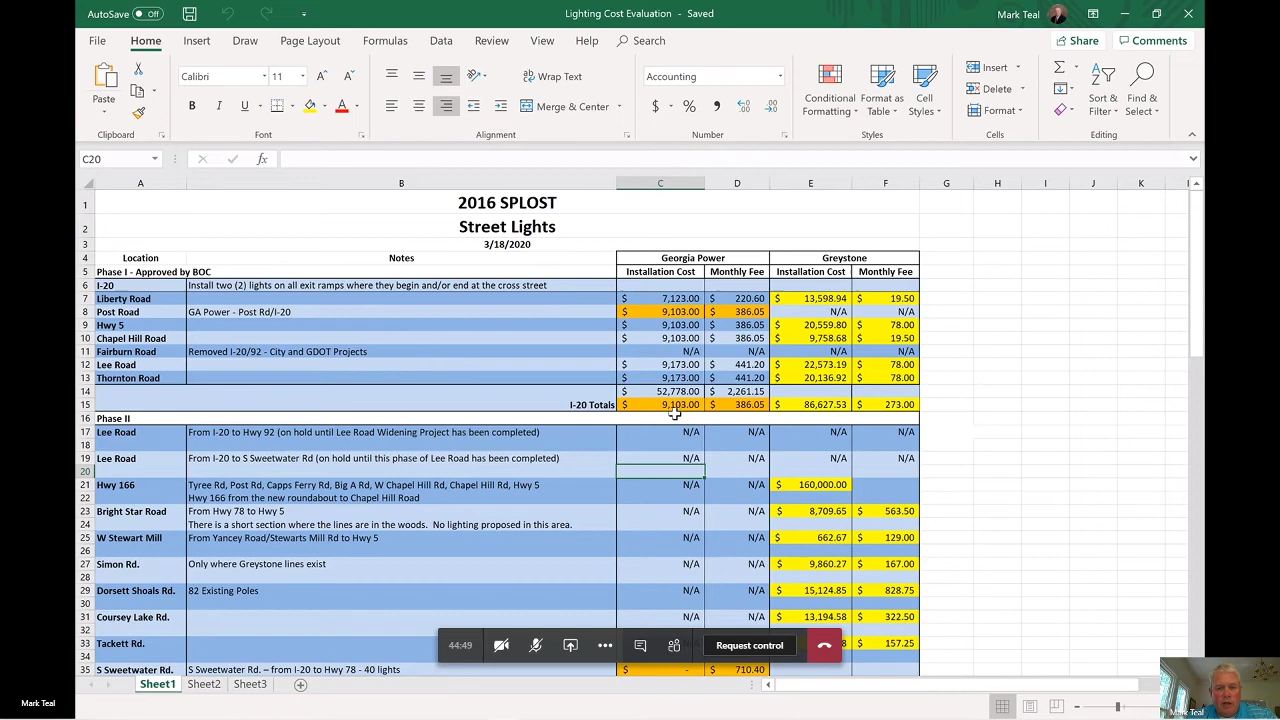 AutoSave Off Lighting Cost Evaluation - Saved Mark Teal
File Home Insert Draw Page Layout Formulas Data Review View Help Search Share Comments
Calibri 11 Wrap Text Accounting Insert
Paste B I U Merge & Center $ % Conditional Formatting Format as Table Cell Styles Delete Format Sort & Filter Find & Select
Clipboard Font Alignment Number Styles Cells Editing
C20 fx
A B C D E F G H I J K
1 2016 SPLOST
2 Street Lights
3 3/18/2020
4 Location Notes Georgia Power Greystone
5 Phase I - Approved by BOC Installation Cost Monthly Fee Installation Cost Monthly Fee
6 I-20 Install two (2) lights on all exit ramps where they begin and/or end at the cross street
7 Liberty Road $ 7,123.00 $ 220.60 $ 13,598.94 $ 19.50
8 Post Road GA Power - Post Rd/I-20 $ 9,103.00 $ 386.05 N/A N/A
9 Hwy 5 $ 9,103.00 $ 386.05 $ 20,559.80 $ 78.00
10 Chapel Hill Road $ 9,103.00 $ 386.05 $ 9,758.68 $ 19.50
11 Fairburn Road Removed I-20/92 - City and GDOT Projects N/A N/A N/A N/A
12 Lee Road $ 9,173.00 $ 441.20 $ 22,573.19 $ 78.00
13 Thornton Road $ 9,173.00 $ 441.20 $ 20,136.92 $ 78.00
14 $ 52,778.00 $ 2,261.15
15 I-20 Totals $ 9,103.00 $ 386.05 $ 86,627.53 $ 273.00
16 Phase II
17 Lee Road From I-20 to Hwy 92 (on hold until Lee Road Widening Project has been completed) N/A N/A N/A N/A
18
19 Lee Road From I-20 to S Sweetwater Rd (on hold until this phase of Lee Road has been completed) N/A N/A N/A N/A
20
21 Hwy 166 Tyree Rd, Post Rd, Capps Ferry Rd, Big A Rd, W Chapel Hill Rd, Chapel Hill Rd, Hwy 5 N/A N/A $ 160,000.00
22 Hwy 166 from the new roundabout to Chapel Hill Road
23 Bright Star Road From Hwy 78 to Hwy 5 N/A N/A $ 8,709.65 $ 563.50
24 There is a short section where the lines are in the woods. No lighting proposed in this area.
25 W Stewart Mill From Yancey Road/Stewarts Mill Rd to Hwy 5 N/A N/A $ 662.67 $ 129.00
26
27 Simon Rd. Only where Greystone lines exist N/A N/A $ 9,860.27 $ 167.00
28
29 Dorsett Shoals Rd. 82 Existing Poles N/A N/A $ 15,124.85 $ 828.75
30
31 Coursey Lake Rd. N/A N/A $ 13,194.58 $ 322.50
32
33 Tackett Rd. 8 $ 157.25
44:49 Request control
35 S Sweetwater Rd. S Sweetwater Rd. – from I-20 to Hwy 78 - 40 lights $ - $ 710.40
Sheet1 Sheet2 Sheet3
Mark Teal
Mark Teal